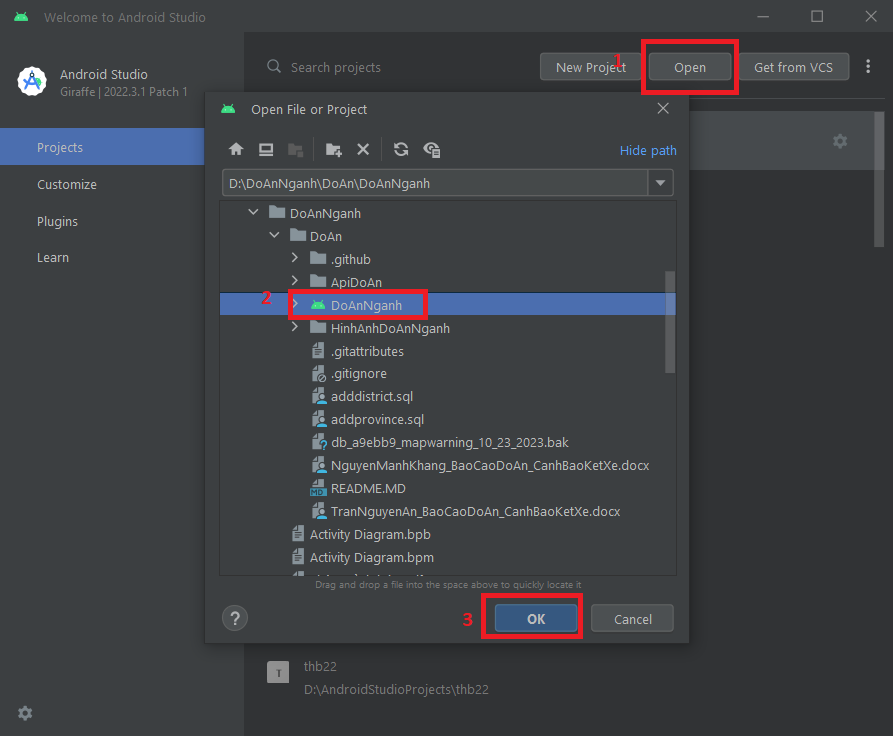 Welcome to Android Studio
Android Studio
Giraffe | 2022.3.1 Patch 1
Search projects
New Project
1
Open
Get from VCS
Projects
Customize
Plugins
Learn
Open File or Project
Hide path
D:\DoAnNganh\DoAn\DoAnNganh
DoAnNganh
DoAn
.github
ApiDoAn
2
DoAnNganh
HinhAnhDoAnNganh
.gitattributes
.gitignore
adddistrict.sql
addprovince.sql
db_a9ebb9_mapwarning_10_23_2023.bak
NguyenManhKhang_BaoCaoDoAn_CanhBaoKetXe.docx
MD
README.MD
TranNguyenAn_BaoCaoDoAn_CanhBaoKetXe.docx
Activity Diagram.bpb
Activity Diagram.bpm
Drag and drop a file into the space above to quickly locate it
?
3
OK
Cancel
T
thb22
D:\AndroidStudioProjects\thb22